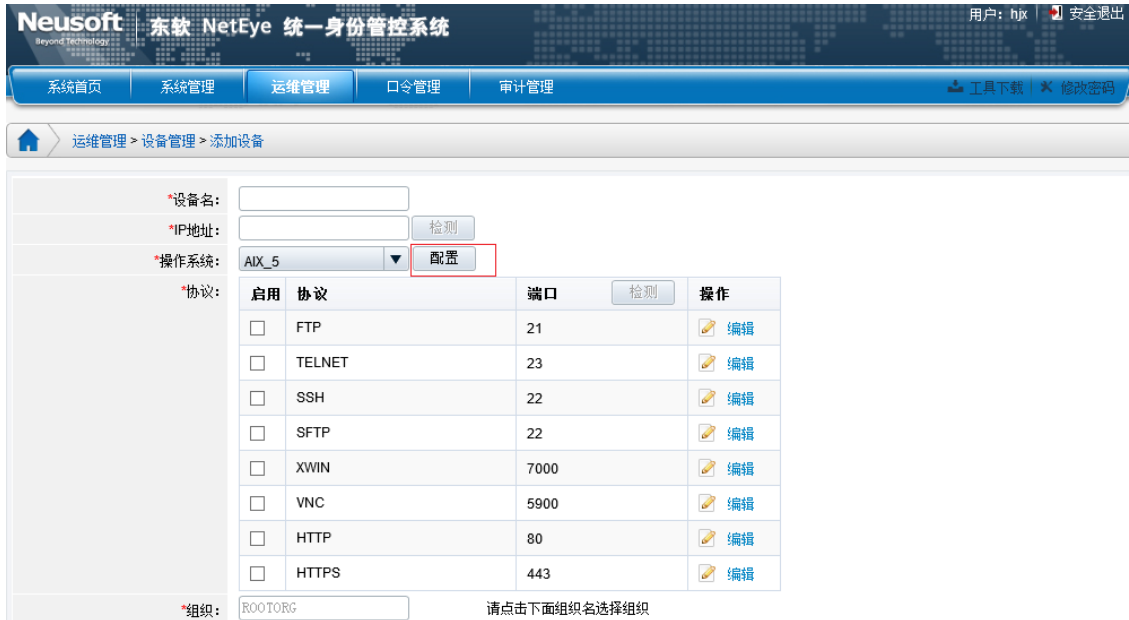 Neusoft 东软 NetEye 统一身份管控系统
Beyond Technology
用户：hjx 安全退出
系统首页 系统管理 运维管理 口令管理 审计管理 工具下载 修改密码
运维管理 > 设备管理 > 添加设备
*设备名：
*IP地址： 检测
*操作系统： AIX_5 配置
*协议： 启用 协议 端口 检测 操作
FTP 21 编辑
TELNET 23 编辑
SSH 22 编辑
SFTP 22 编辑
XWIN 7000 编辑
VNC 5900 编辑
HTTP 80 编辑
HTTPS 443 编辑
*组织： ROOTORG 请点击下面组织名选择组织